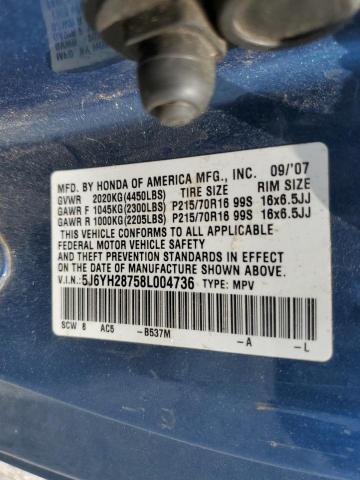 MFD. BY HONDA OF AMERICA MFG., INC. 09/'07
GVWR 2020KG(4450LBS) TIRE SIZE RIM SIZE
GAWR F 1045KG(2300LBS) P215/70R16 99S 16x6.5JJ
GAWR R 1000KG(2205LBS) P215/70R16 99S 16x6.5JJ
THIS VEHICLE CONFORMS TO ALL APPLICABLE
FEDERAL MOTOR VEHICLE SAFETY
AND THEFT PREVENTION STANDARDS IN EFFECT
ON THE DATE OF MANUFACTURE SHOWN ABOVE.
V.I.N.: 5J6YH28758L004736 TYPE: MPV
SCW 8 AC5 -B537M -A -L